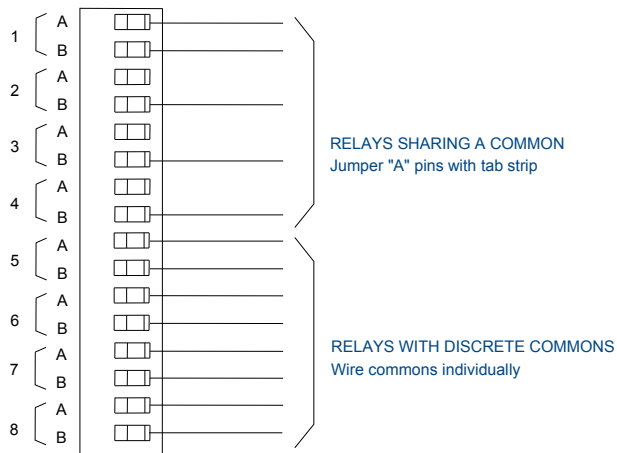 1 A
B
2 A
B
3 A
B
RELAYS SHARING A COMMON
Jumper "A" pins with tab strip
4 A
B
5 A
B
6 A
B
RELAYS WITH DISCRETE COMMONS
Wire commons individually
7 A
B
8 A
B